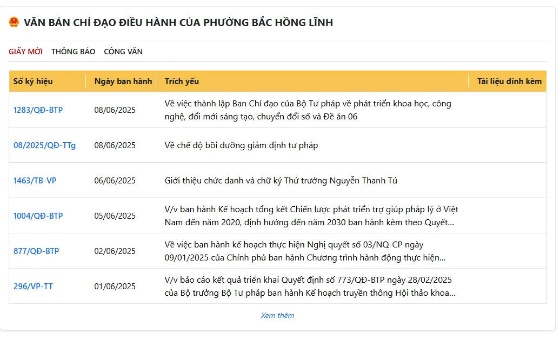 VĂN BẢN CHỈ ĐẠO ĐIỀU HÀNH CỦA PHƯỜNG BẮC HỒNG LĨNH
GIẤY MỜI THÔNG BÁO CÔNG VĂN
Số ký hiệu Ngày ban hành Trích yếu Tài liệu đính kèm
1283/QĐ-BTP 08/06/2025 Về việc thành lập Ban Chỉ đạo của Bộ Tư pháp về phát triển khoa học, công
nghệ, đổi mới sáng tạo, chuyển đổi số và Đề án 06
08/2025/QĐ-TTg 08/06/2025 Về chế độ bồi dưỡng giám định tư pháp
1463/TB-VP 06/06/2025 Giới thiệu chức danh và chữ ký Thứ trưởng Nguyễn Thanh Tú
1004/QĐ-BTP 05/06/2025 V/v ban hành Kế hoạch tổng kết Chiến lược phát triển trợ giúp pháp lý ở Việt
Nam đến năm 2020, định hướng đến năm 2030 ban hành kèm theo Quyết...
877/QĐ-BTP 02/06/2025 Về việc ban hành kế hoạch thực hiện Nghị quyết số 03/NQ-CP ngày
09/01/2025 của Chính phủ ban hành Chương trình hành động thực hiện...
296/VP-TT 01/06/2025 V/v báo cáo kết quả triển khai Quyết định số 773/QĐ-BTP ngày 28/02/2025
của Bộ trưởng Bộ Tư pháp ban hành Kế hoạch truyền thông Hội thảo khoa...
Xem thêm